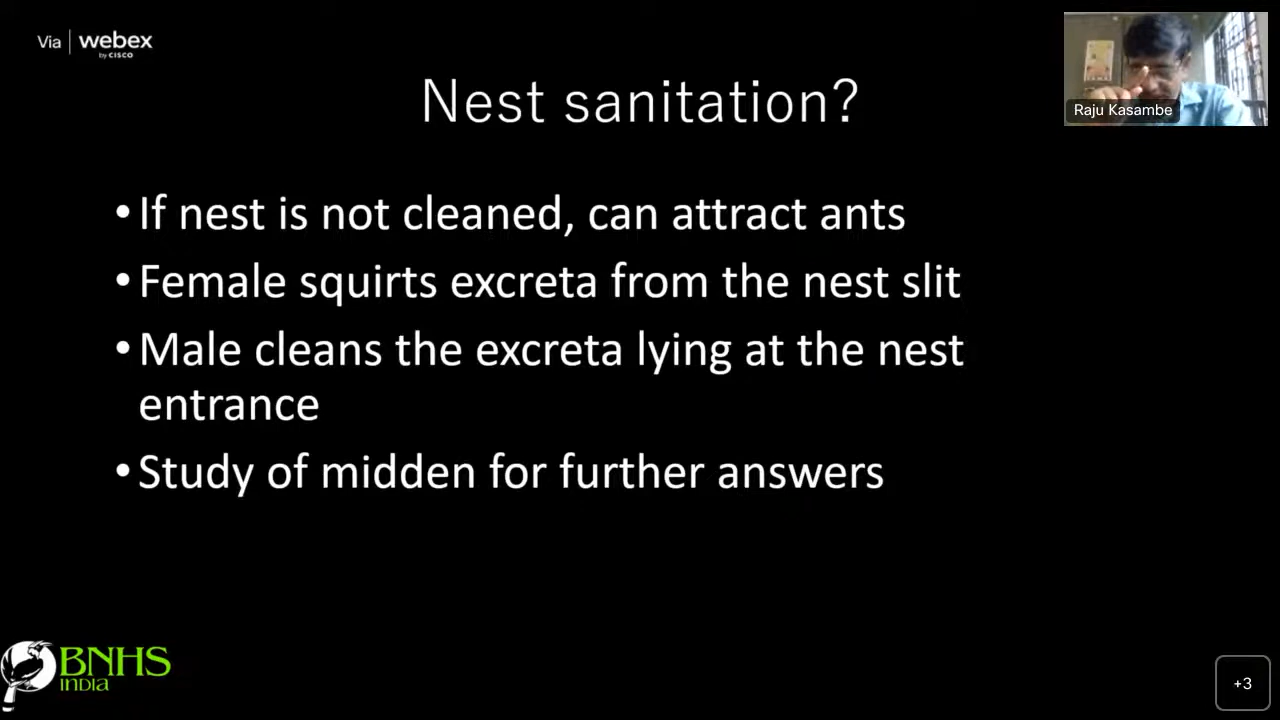 Via webex
by CISCO
Raju Kasambe
Nest sanitation?
•If nest is not cleaned, can attract ants
•Female squirts excreta from the nest slit
•Male cleans the excreta lying at the nest
entrance
•Study of midden for further answers
BNHS
INDIA
+3